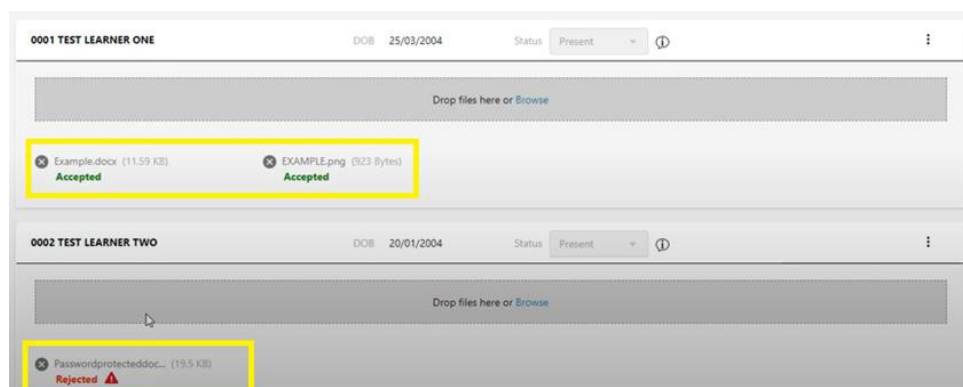 0001 TEST LEARNER ONE DOB 25/03/2004 Status Present
Drop files here or Browse
Example.docx (11.59 KB) EXAMPLE.png (923 Bytes)
Accepted Accepted
0002 TEST LEARNER TWO DOB 20/01/2004 Status Present
Drop files here or Browse
Passwordprotecteddoc... (19.5 KB)
Rejected